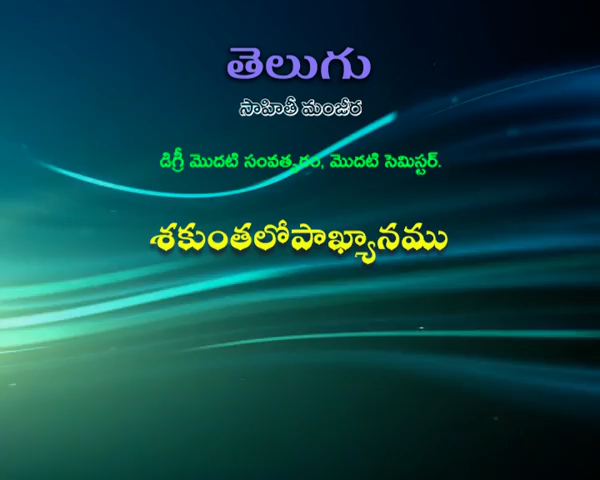 తెలుగు
సాహితీ మంజీర
డిగ్రీ మొదటి సంవత్సరం, మొదటి సెమిస్టర్.
శకుంతలోపాఖ్యానము